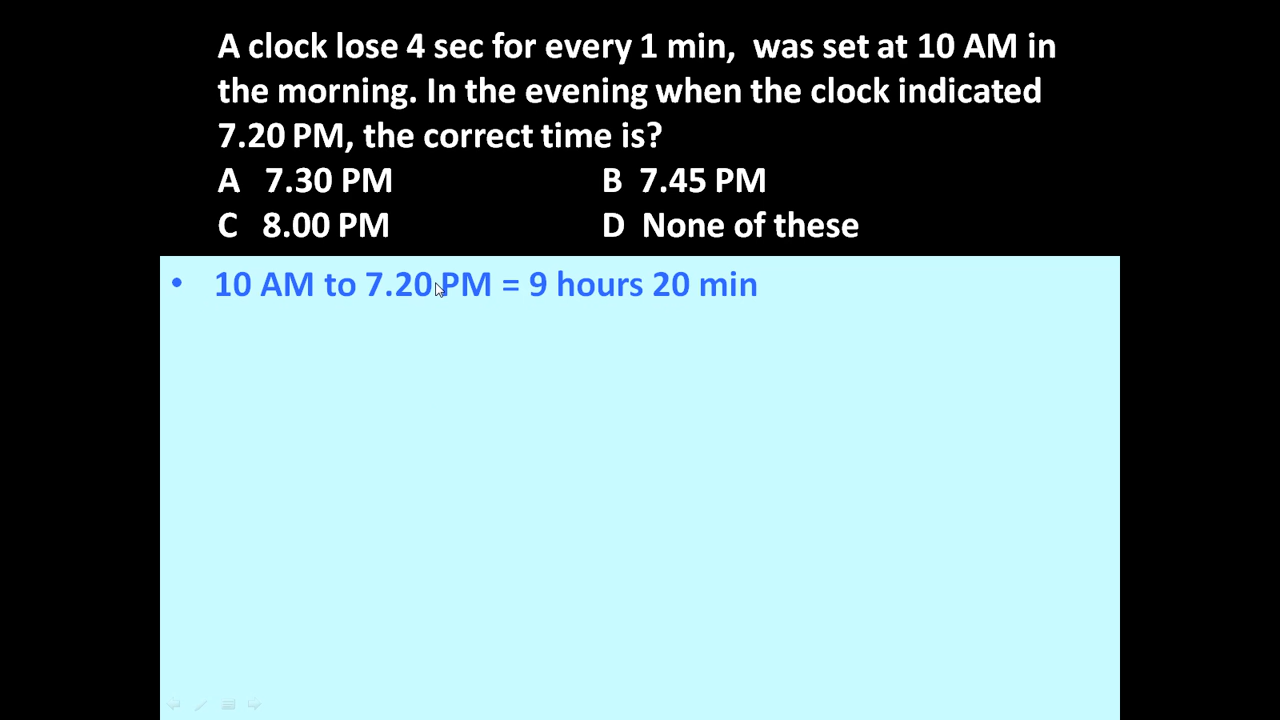 A clock lose 4 sec for every 1 min, was set at 10 AM in
the morning. In the evening when the clock indicated
7.20 PM, the correct time is?
A 7.30 PM B 7.45 PM
C 8.00 PM D None of these
• 10 AM to 7.20 PM = 9 hours 20 min